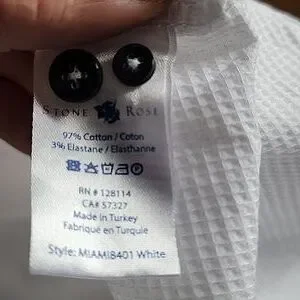 STONE ROSE
97% Cotton / Coton
3% Elastane / Elasthanne
RN # 128114
CA# 57327
Made in Turkey
Fabriqué en Turquie
Style: MIAMI8401 White